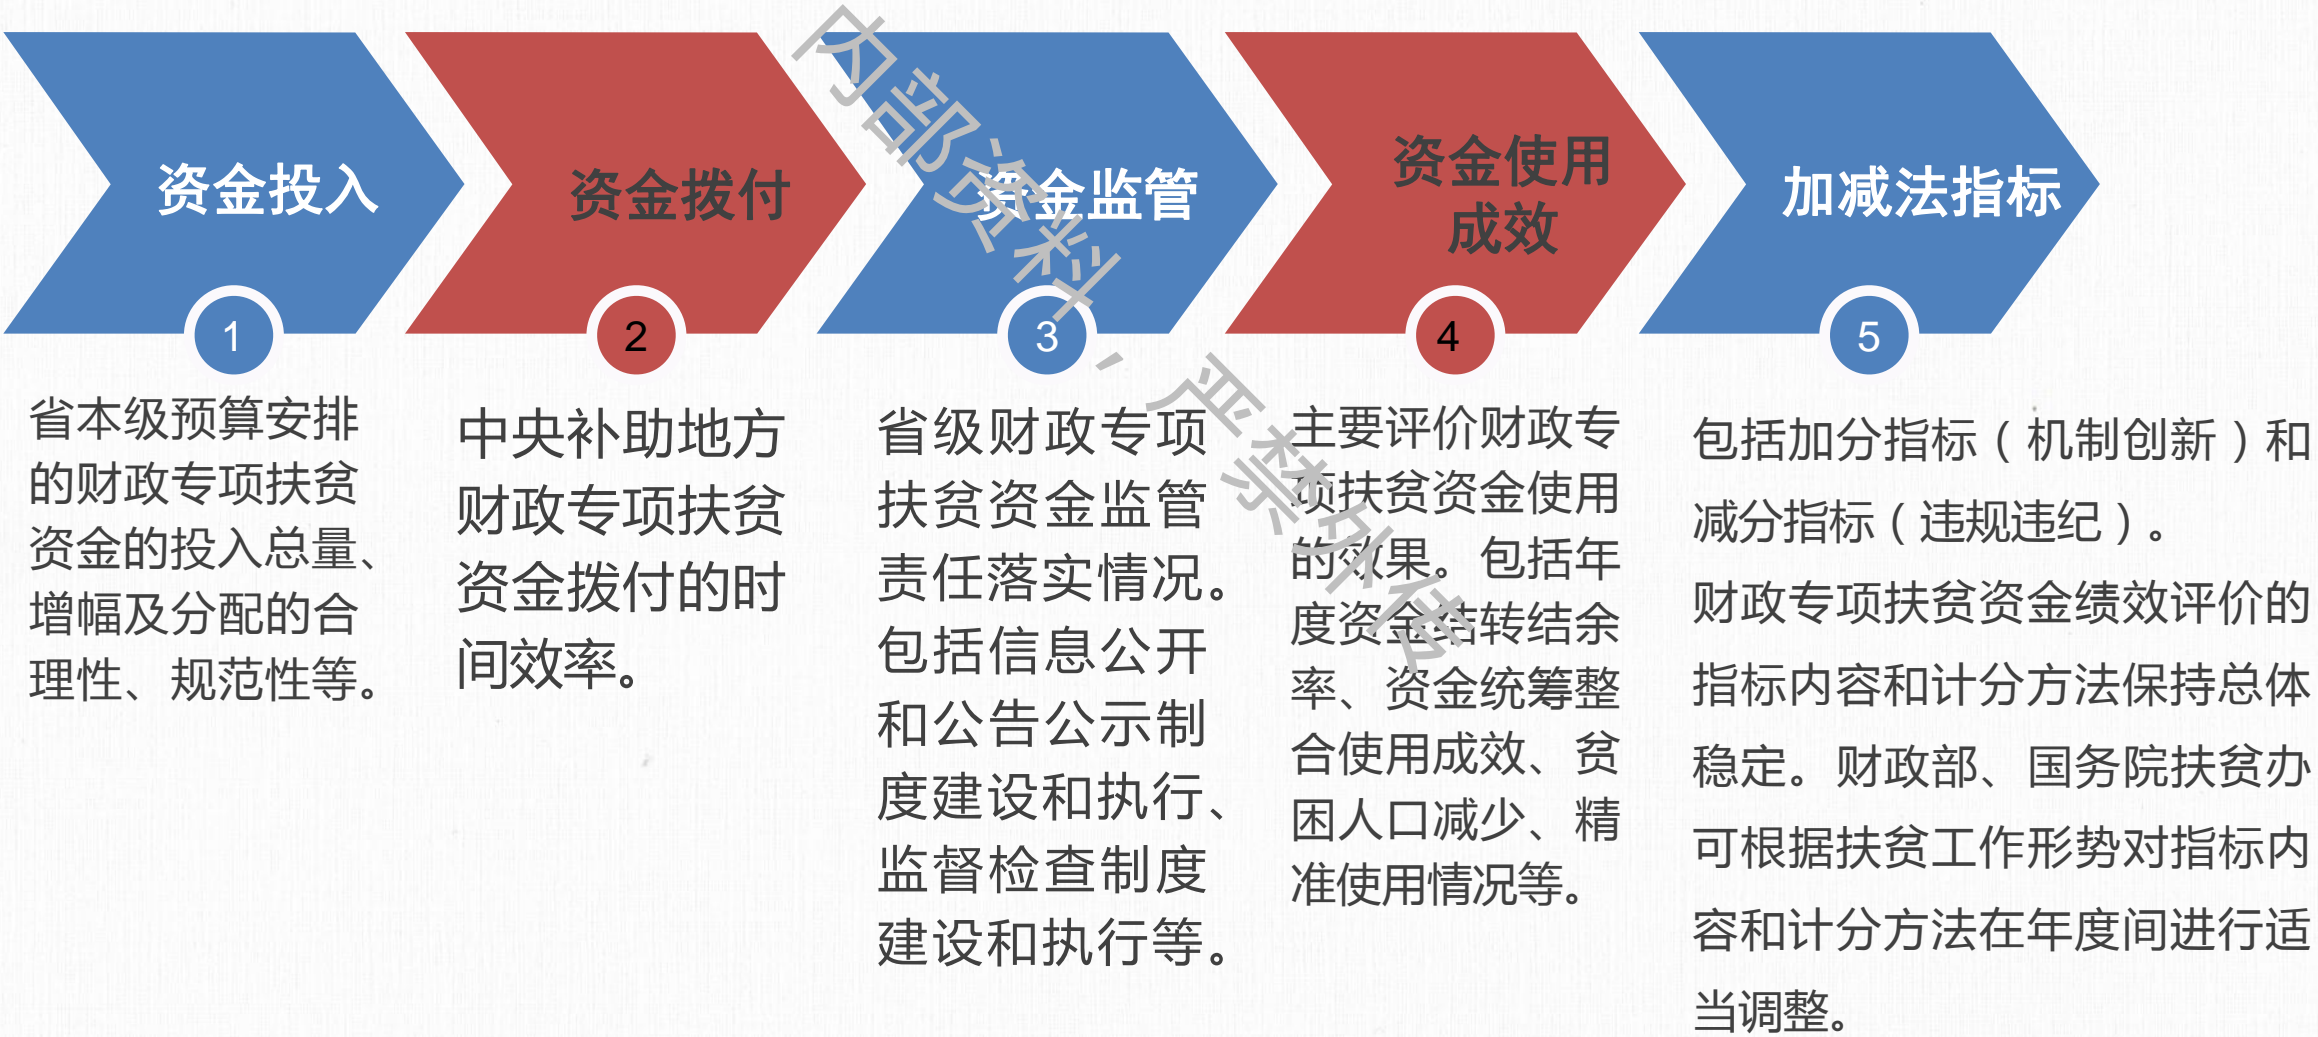 资金投入
1
省本级预算安排
的财政专项扶贫
资金的投入总量、
增幅及分配的合
理性、规范性等。
资金拨付
2
中央补助地方
财政专项扶贫
资金拨付的时
间效率。
资金监管
3
省级财政专项
扶贫资金监管
责任落实情况。
包括信息公开
和公告公示制
度建设和执行、
监督检查制度
建设和执行等。
资金使用
成效
4
主要评价财政专
项扶贫资金使用
的效果。包括年
度资金结转结余
率、资金统筹整
合使用成效、贫
困人口减少、精
准使用情况等。
加减法指标
5
包括加分指标（机制创新）和
减分指标（违规违纪）。
财政专项扶贫资金绩效评价的
指标内容和计分方法保持总体
稳定。财政部、国务院扶贫办
可根据扶贫工作形势对指标内
容和计分方法在年度间进行适
当调整。
内部资料，严禁外传